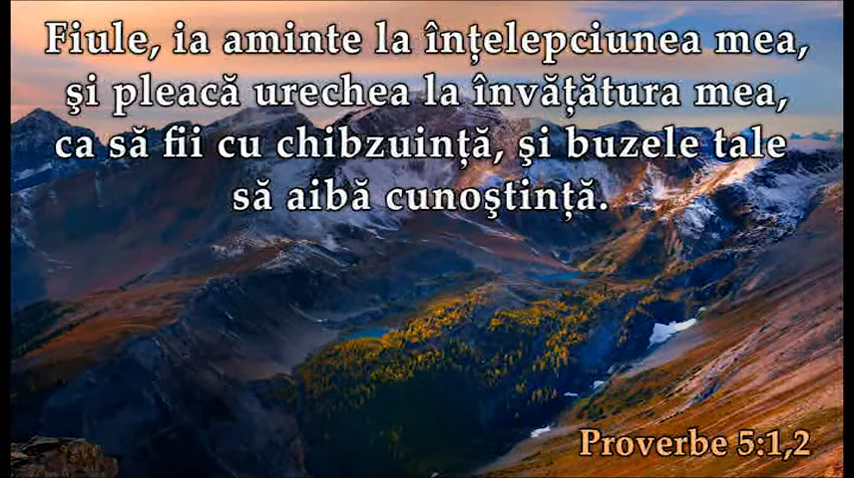 Fiule, ia aminte la înțelepciunea mea,
şi pleacă urechea la învățătura mea,
ca să fii cu chibzuință, şi buzele tale
să aibă cunoştință.
Proverbe 5:1,2